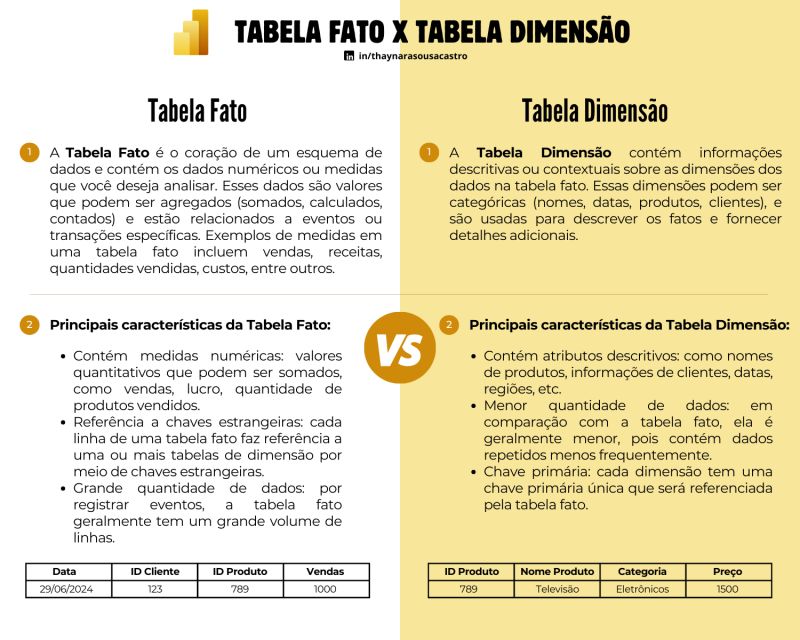 TABELA FATO X TABELA DIMENSÃO
in in/thaynarasousacastro
Tabela Fato
1
A Tabela Fato é o coração de um esquema de
dados e contém os dados numéricos ou medidas
que você deseja analisar. Esses dados são valores
que podem ser agregados (somados, calculados,
contados) e estão relacionados a eventos ou
transações específicas. Exemplos de medidas em
uma tabela fato incluem vendas, receitas,
quantidades vendidas, custos, entre outros.
Tabela Dimensão
1
A Tabela Dimensão contém informações
descritivas ou contextuais sobre as dimensões dos
dados na tabela fato. Essas dimensões podem ser
categóricas (nomes, datas, produtos, clientes), e
são usadas para descrever os fatos e fornecer
detalhes adicionais.
2
Principais características da Tabela Fato:
• Contém medidas numéricas: valores
quantitativos que podem ser somados,
como vendas, lucro, quantidade de
produtos vendidos.
• Referência a chaves estrangeiras: cada
linha de uma tabela fato faz referência a
uma ou mais tabelas de dimensão por
meio de chaves estrangeiras.
• Grande quantidade de dados: por
registrar eventos, a tabela fato
geralmente tem um grande volume de
linhas.
VS
2
Principais características da Tabela Dimensão:
• Contém atributos descritivos: como nomes
de produtos, informações de clientes, datas,
regiões, etc.
• Menor quantidade de dados: em
comparação com a tabela fato, ela é
geralmente menor, pois contém dados
repetidos menos frequentemente.
• Chave primária: cada dimensão tem uma
chave primária única que será referenciada
pela tabela fato.
Data ID Cliente ID Produto Vendas
29/06/2024 123 789 1000
ID Produto Nome Produto Categoria Preço
789 Televisão Eletrônicos 1500